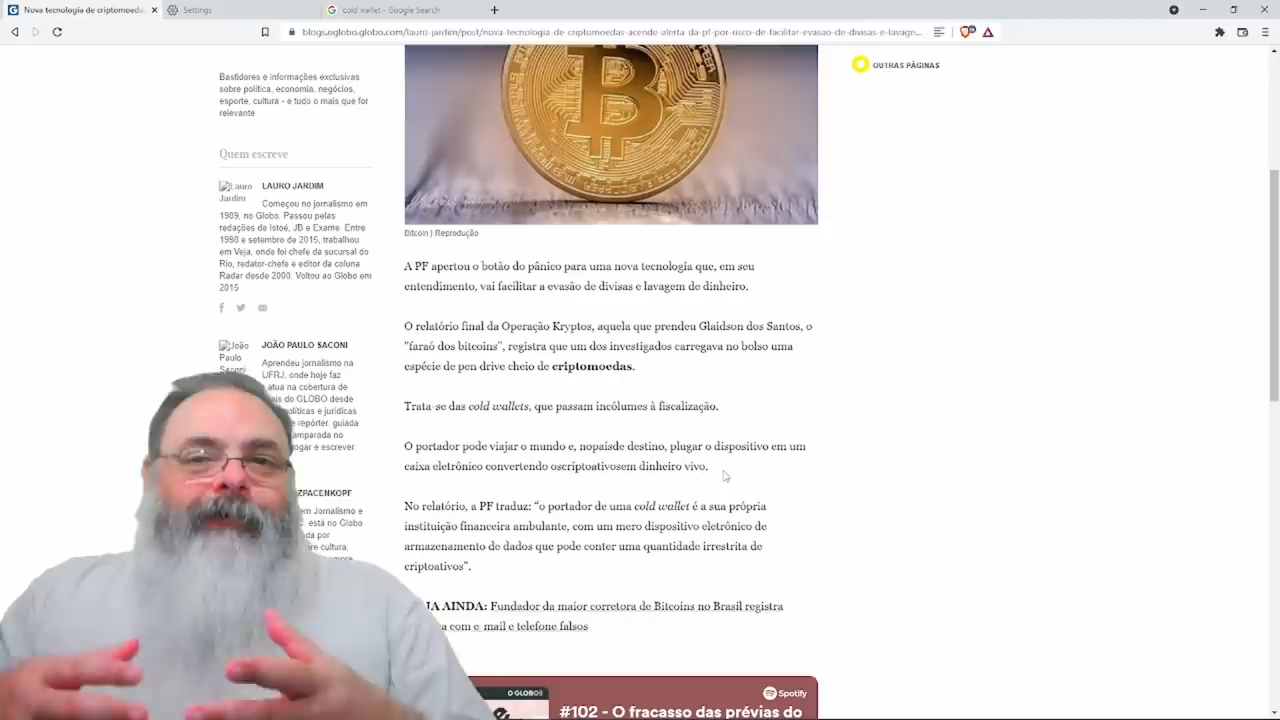 Nova tecnologia de criptomoedas
Settings
cold wallet - Google Search
blogs.oglobo.globo.com/lauro-jardim/post/nova-tecnologia-de-criptomoedas-acende-alerta-da-pf-por-risco-de-facilitar-evasao-de-divisas-e-lavage...
OUTRAS PÁGINAS
Bastidores e informações exclusivas
sobre política, economia, negócios,
esporte, cultura - e tudo o mais que for
relevante
Quem escreve
Lauro
Jardim
LAURO JARDIM
Começou no jornalismo em
1989, no Globo. Passou pelas
redações de Istoé, JB e Exame. Entre
1998 e setembro de 2015, trabalhou
em Veja, onde foi chefe da sucursal do
Rio, redator-chefe e editor da coluna
Radar desde 2000. Voltou ao Globo em
2015
João
Paulo
Saconi
JOÃO PAULO SACONI
Aprendeu jornalismo na
UFRJ, onde hoje faz
atua na cobertura de
ais do GLOBO desde
olíticas e jurídicas
repórter, guiada
amparada no
ogar e escrever.
ZPACENKOPF
em Jornalismo e
está no Globo
da por
re cultura,
Bitcoin | Reprodução
A PF apertou o botão do pânico para uma nova tecnologia que, em seu
entendimento, vai facilitar a evasão de divisas e lavagem de dinheiro.
O relatório final da Operação Kryptos, aquela que prendeu Glaidson dos Santos, o
"faraó dos bitcoins", registra que um dos investigados carregava no bolso uma
espécie de pen drive cheio de criptomoedas.
Trata-se das cold wallets, que passam incólumes à fiscalização.
O portador pode viajar o mundo e, nopaísde destino, plugar o dispositivo em um
caixa eletrônico convertendo oscriptoativosem dinheiro vivo.
No relatório, a PF traduz: “o portador de uma cold wallet é a sua própria
instituição financeira ambulante, com um mero dispositivo eletrônico de
armazenamento de dados que pode conter uma quantidade irrestrita de
criptoativos”.
JA AINDA: Fundador da maior corretora de Bitcoins no Brasil registra
a com e-mail e telefone falsos
O GLOBO
Spotify
#102 - O fracasso das prévias do